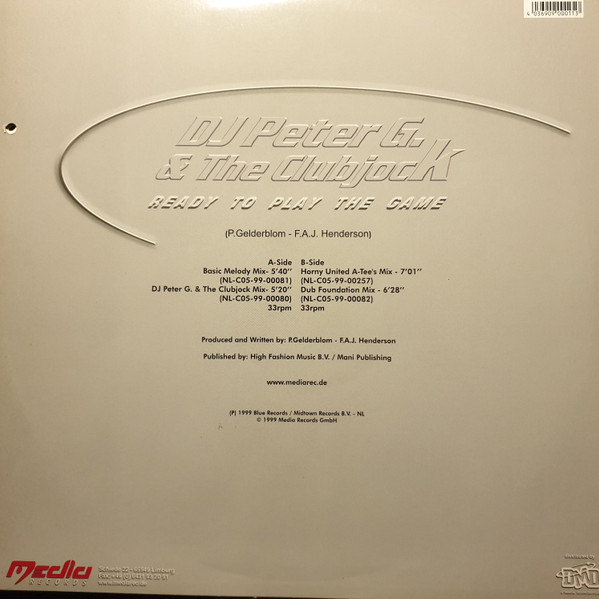 4 036909 000113
DJ Peter G.
& The Clubjock
READY TO PLAY THE GAME
(P.Gelderblom - F.A.J. Henderson)
A-Side B-Side
Basic Melody Mix- 5'40'' Horny United A-Tee's Mix - 7'01''
(NL-C05-99-00081) (NL-C05-99-00257)
DJ Peter G. & The Clubjock Mix- 5'20'' Dub Foundation Mix - 6'28''
(NL-C05-99-00080) (NL-C05-99-00082)
33rpm 33rpm
Produced and Written by: P.Gelderblom - F.A.J. Henderson
Published by: High Fashion Music B.V. / Mani Publishing
www.mediarec.de
(P) 1999 Blue Records / Midtown Records B.V. - NL
© 1999 Media Records GmbH
Media
RECORDS
DMD